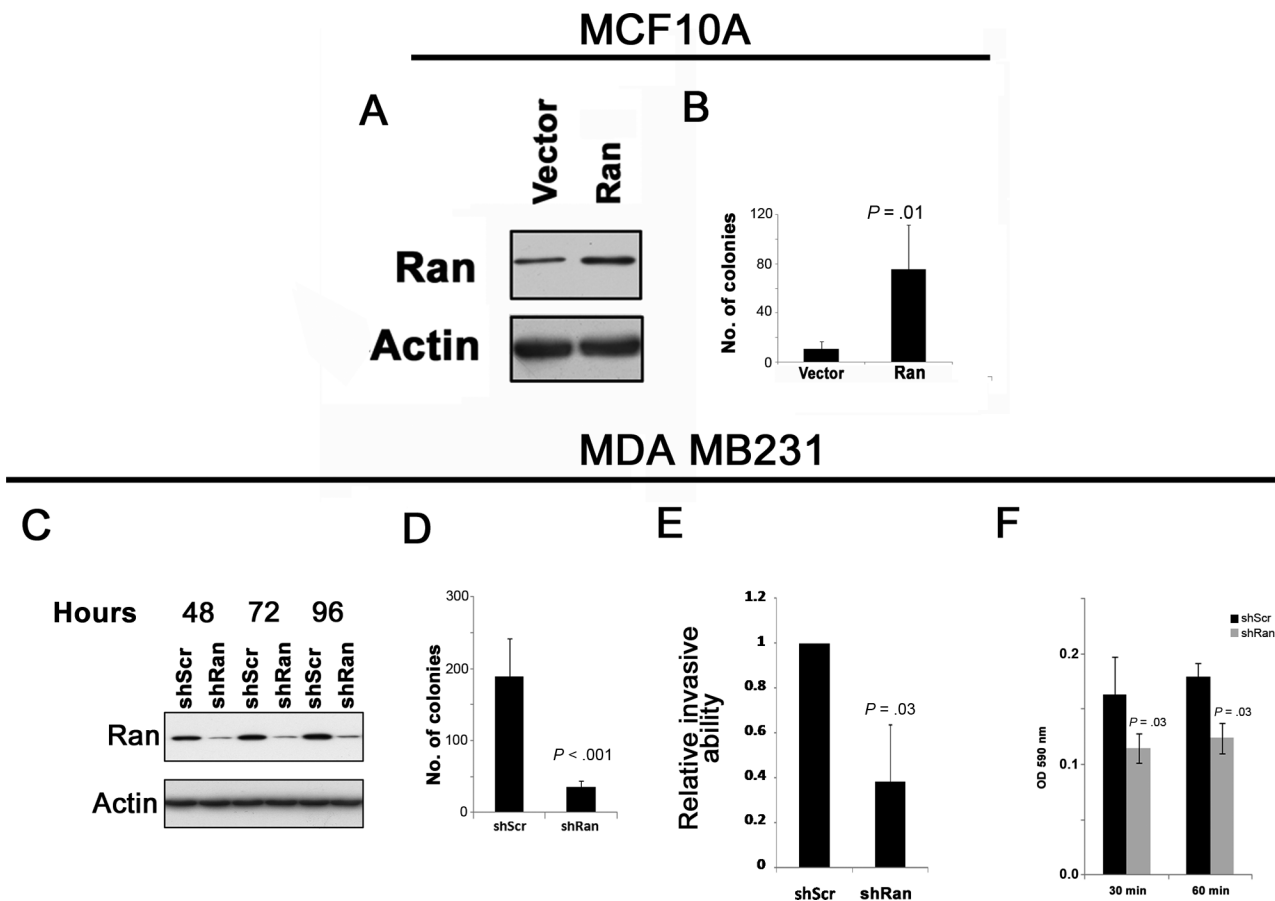 MCF10A
A
Vector
Ran
Ran
Actin
B
No. of colonies
120
80
40
0
P = .01
Vector
Ran
MDA MB231
C
Hours 48 72 96
shScr shRan shScr shRan shScr shRan
Ran
Actin
D
No. of colonies
300
200
100
0
P < .001
shScr shRan
E
Relative invasive
ability
1.2
1
0.8
0.6
0.4
0.2
0
P = .03
shScr shRan
F
OD 590 nm
0.2
0.1
0.0
shScr
shRan
P = .03
P = .03
30 min 60 min